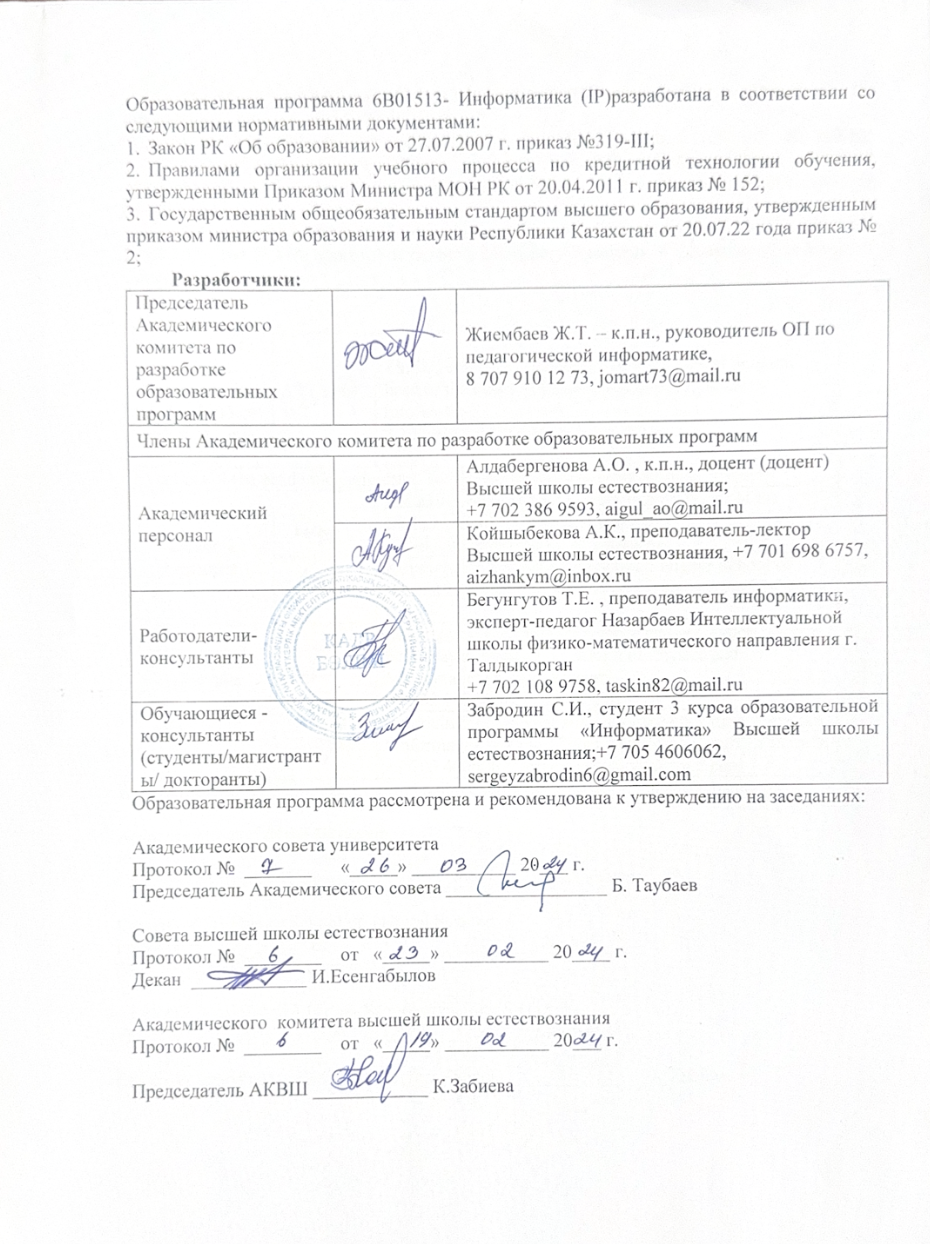 Образовательная программа 6В01513- Информатика (IP)разработана в соответствии со
следующими нормативными документами:
1. Закон РК «Об образовании» от 27.07.2007 г. приказ №319-III;
2. Правилами организации учебного процесса по кредитной технологии обучения,
утвержденными Приказом Министра МОН РК от 20.04.2011 г. приказ № 152;
3. Государственным общеобязательным стандартом высшего образования, утвержденным
приказом министра образования и науки Республики Казахстан от 20.07.22 года приказ №
2;
Разработчики:
Председатель
Академического
комитета по
разработке
образовательных
программ
Жиембаев Ж.Т. – к.п.н., руководитель ОП по
педагогической информатике,
8 707 910 12 73, jomart73@mail.ru
Члены Академического комитета по разработке образовательных программ
Академический
персонал
Алдабергенова А.О. , к.п.н., доцент (доцент)
Высшей школы естествознания;
+7 702 386 9593, aigul_ao@mail.ru
Койшыбекова А.К., преподаватель-лектор
Высшей школы естествознания, +7 701 698 6757,
aizhankym@inbox.ru
Работодатели-
консультанты
Бегунгутов Т.Е. , преподаватель информатики,
эксперт-педагог Назарбаев Интеллектуальной
школы физико-математического направления г.
Талдыкорган
+7 702 108 9758, taskin82@mail.ru
Обучающиеся -
консультанты
(студенты/магистрант
ы/ докторанты)
Забродин С.И., студент 3 курса образовательной
программы «Информатика» Высшей школы
естествознания;+7 705 4606062,
sergeyzabrodin6@gmail.com
Образовательная программа рассмотрена и рекомендована к утверждению на заседаниях:
Академического совета университета
Протокол № 7 «26» 03 2024 г.
Председатель Академического совета Б. Таубаев
Совета высшей школы естествознания
Протокол № 6 от «23» 02 2024 г.
Декан И.Есенгабылов
Академического комитета высшей школы естествознания
Протокол № 6 от «19» 02 2024 г.
Председатель АКВШ К.Забиева